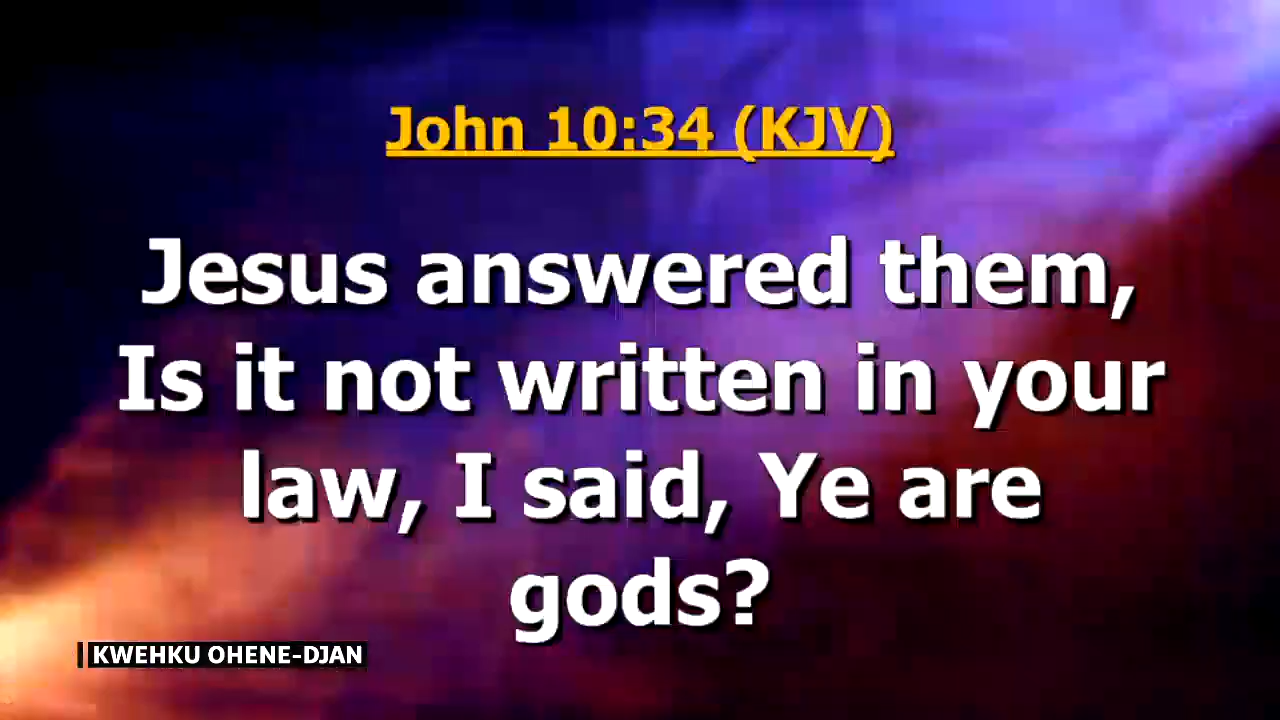 John 10:34 (KJV)
Jesus answered them,
Is it not written in your
law, I said, Ye are
gods?
KWEHKU OHENE-DJAN